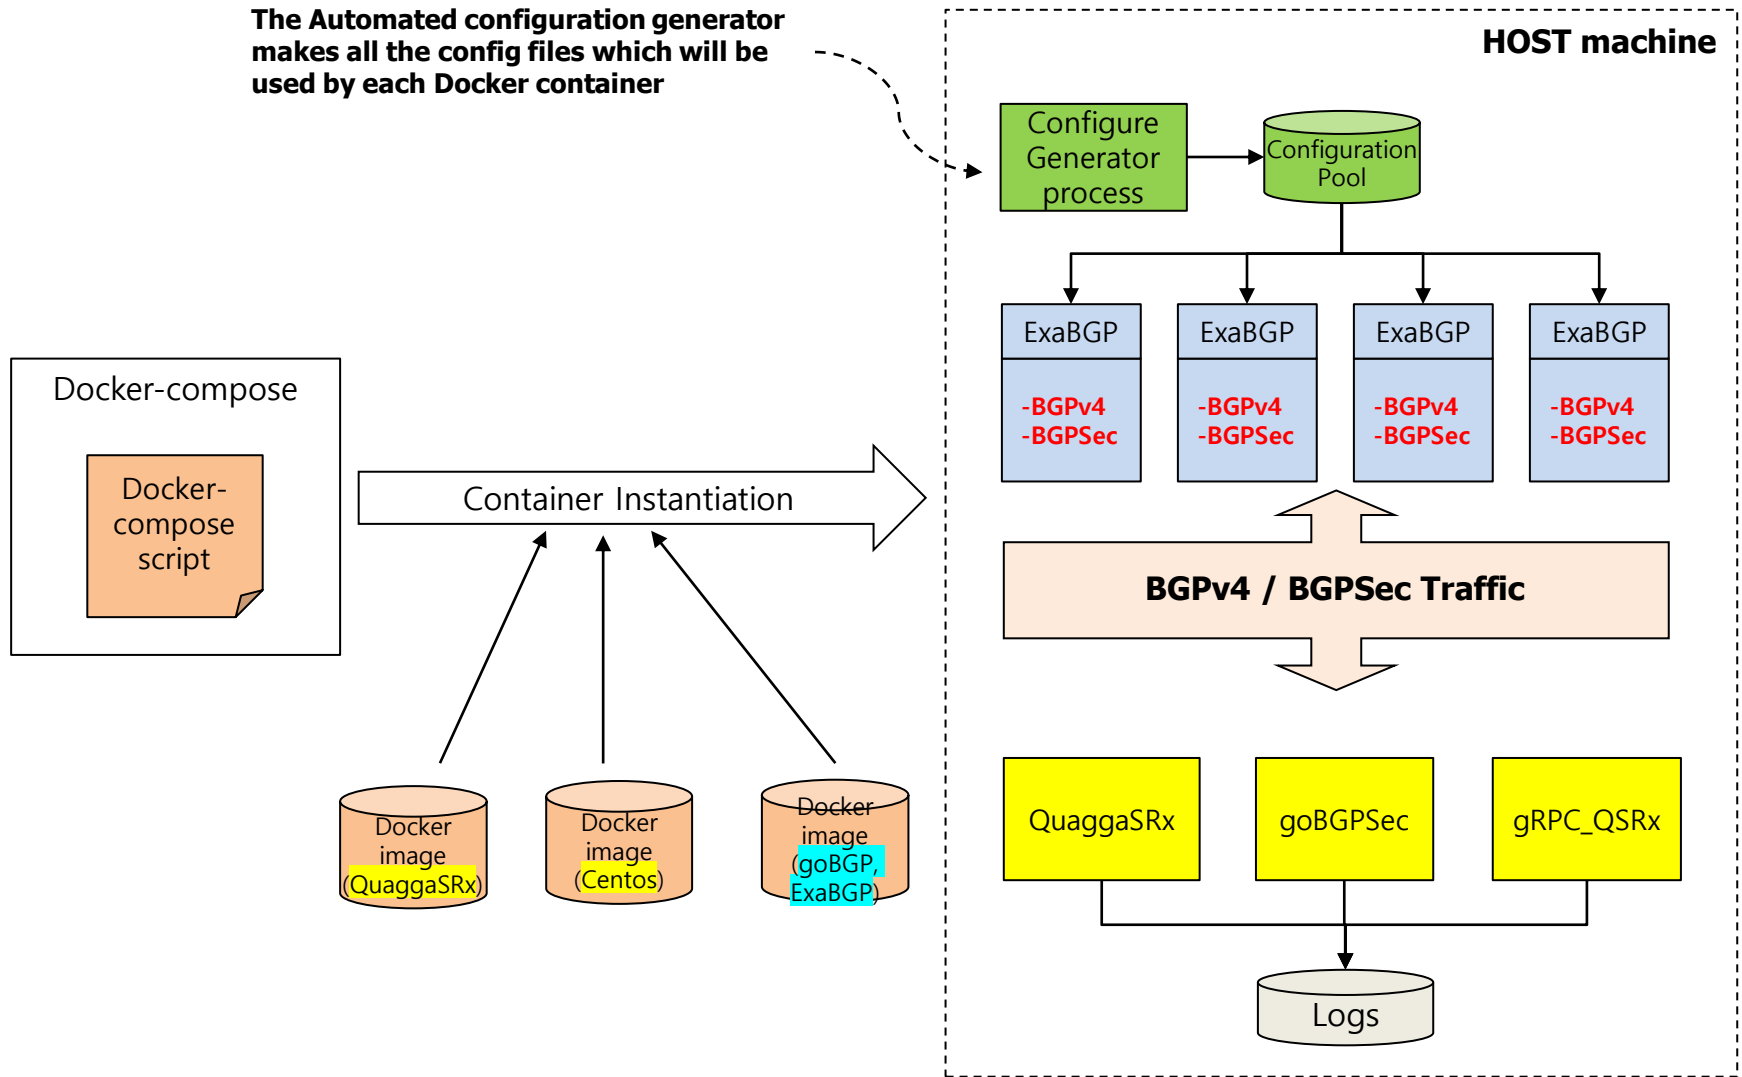 The Automated configuration generator
makes all the config files which will be
used by each Docker container
HOST machine
Configure
Generator
process
Configuration
Pool
ExaBGP
-BGPv4
-BGPSec
ExaBGP
-BGPv4
-BGPSec
ExaBGP
-BGPv4
-BGPSec
ExaBGP
-BGPv4
-BGPSec
Docker-compose
Docker-
compose
script
Container Instantiation
BGPv4 / BGPSec Traffic
Docker
image
(QuaggaSRx)
Docker
image
(Centos)
Docker
image
(goBGP,
ExaBGP)
QuaggaSRx
goBGPSec
gRPC_QSRx
Logs